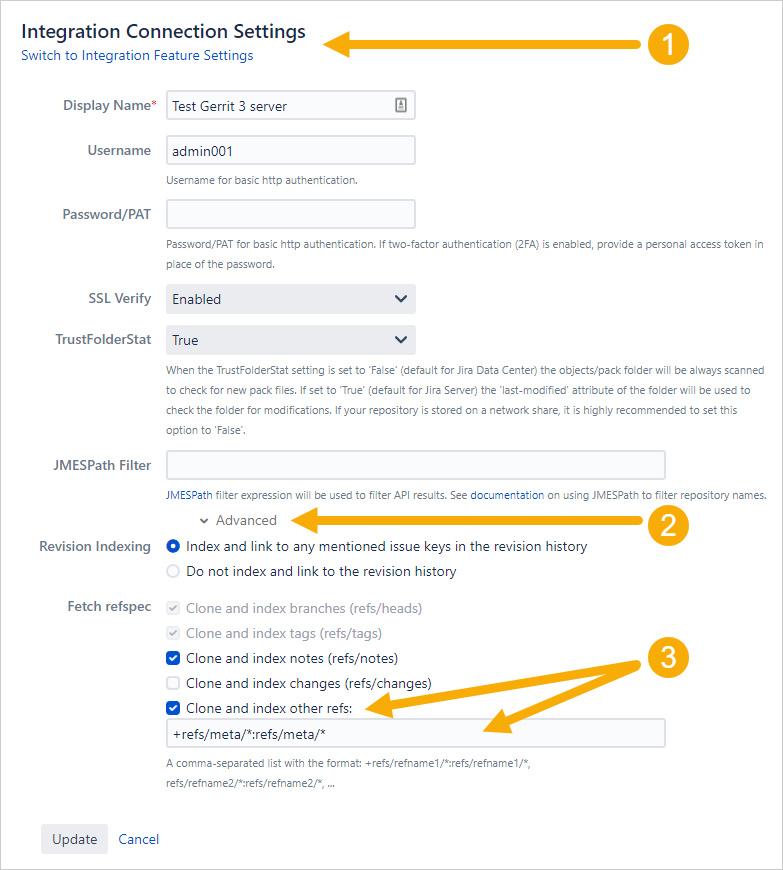 Integration Connection Settings
Switch to Integration Feature Settings
1
Display Name* Test Gerrit 3 server
Username admin001
Username for basic http authentication.
Password/PAT
Password/PAT for basic http authentication. If two-factor authentication (2FA) is enabled, provide a personal access token in
place of the password.
SSL Verify Enabled
TrustFolderStat True
When the TrustFolderStat setting is set to 'False' (default for Jira Data Center) the objects/pack folder will be always scanned
to check for new pack files. If set to 'True' (default for Jira Server) the 'last-modified' attribute of the folder will be used to
check the folder for modifications. If your repository is stored on a network share, it is highly recommended to set this
option to 'False'.
JMESPath Filter
JMESPath filter expression will be used to filter API results. See documentation on using JMESPath to filter repository names.
Advanced
2
Revision Indexing Index and link to any mentioned issue keys in the revision history
Do not index and link to the revision history
Fetch refspec Clone and index branches (refs/heads)
Clone and index tags (refs/tags)
Clone and index notes (refs/notes)
3
Clone and index changes (refs/changes)
Clone and index other refs:
+refs/meta/*:refs/meta/*
A comma-separated list with the format: +refs/refname1/*:refs/refname1/*,
refs/refname2/*:refs/refname2/*, ...
Update Cancel